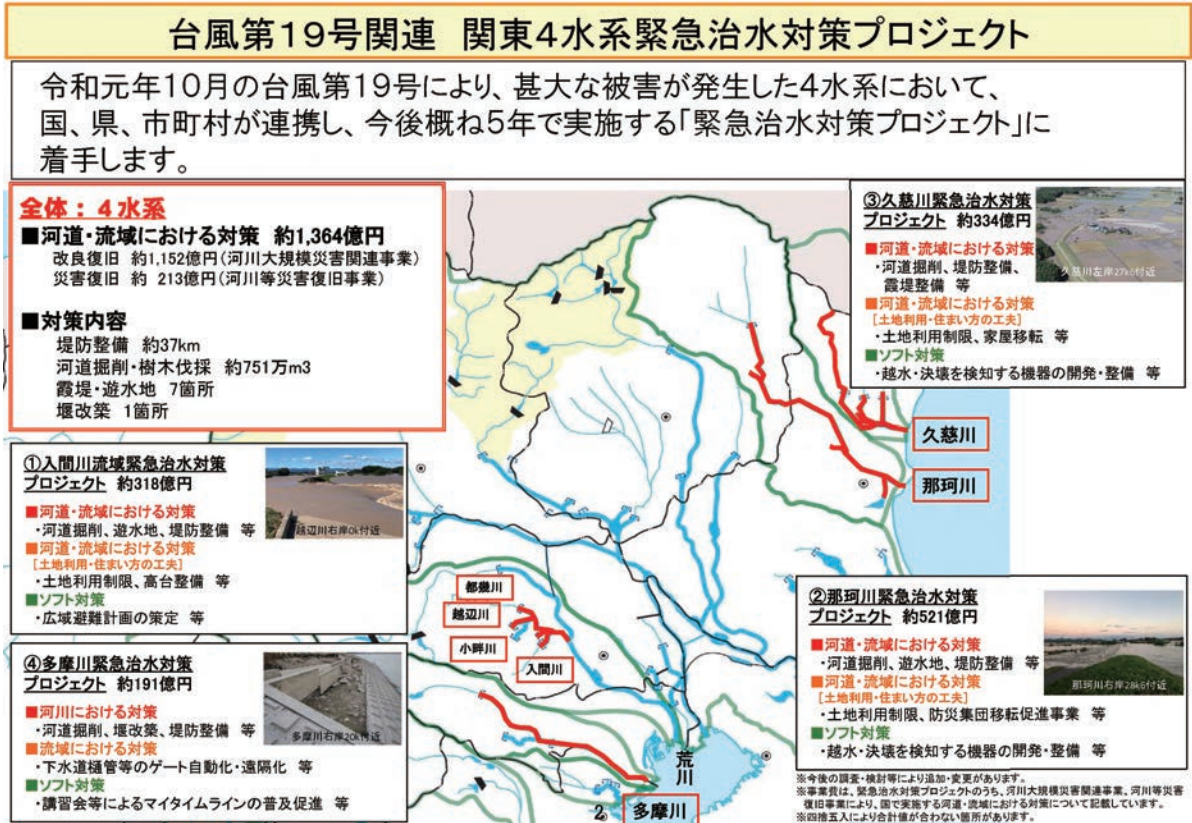 台風第19号関連 関東4水系緊急治水対策プロジェクト
令和元年10月の台風第19号により、甚大な被害が発生した4水系において、
国、県、市町村が連携し、今後概ね5年で実施する「緊急治水対策プロジェクト」に
着手します。
全体：4水系
■河道・流域における対策 約1,364億円
改良復旧 約1,152億円(河川大規模災害関連事業)
災害復旧 約 213億円(河川等災害復旧事業)
■対策内容
堤防整備 約37km
河道掘削・樹木伐採 約751万m3
霞堤・遊水地 7箇所
堰改築 1箇所
③久慈川緊急治水対策
プロジェクト 約334億円
■河道・流域における対策
・河道掘削、堤防整備、
霞堤整備 等
■河道・流域における対策
[土地利用・住まい方の工夫]
・土地利用制限、家屋移転 等
■ソフト対策
・越水・決壊を検知する機器の開発・整備 等
久慈川左岸27k6付近
久慈川
那珂川
①入間川流域緊急治水対策
プロジェクト 約318億円
■河道・流域における対策
・河道掘削、遊水地、堤防整備 等
■河道・流域における対策
[土地利用・住まい方の工夫]
・土地利用制限、高台整備 等
■ソフト対策
・広域避難計画の策定 等
越辺川右岸0k付近
都幾川
越辺川
小畔川
入間川
②那珂川緊急治水対策
プロジェクト 約521億円
■河道・流域における対策
・河道掘削、遊水地、堤防整備 等
■河道・流域における対策
[土地利用・住まい方の工夫]
・土地利用制限、防災集団移転促進事業 等
■ソフト対策
・越水・決壊を検知する機器の開発・整備 等
那珂川右岸28k6付近
④多摩川緊急治水対策
プロジェクト 約191億円
■河川における対策
・河道掘削、堰改築、堤防整備 等
■流域における対策
・下水道樋管等のゲート自動化・遠隔化 等
■ソフト対策
・講習会等によるマイタイムラインの普及促進 等
多摩川右岸20k付近
荒川
2
多摩川
※今後の調査・検討等により追加・変更があります。
※事業費は、緊急治水対策プロジェクトのうち、河川大規模災害関連事業、河川等災害
復旧事業により、国で実施する河道・流域における対策について記載しています。
※四捨五入により合計値が合わない箇所があります。